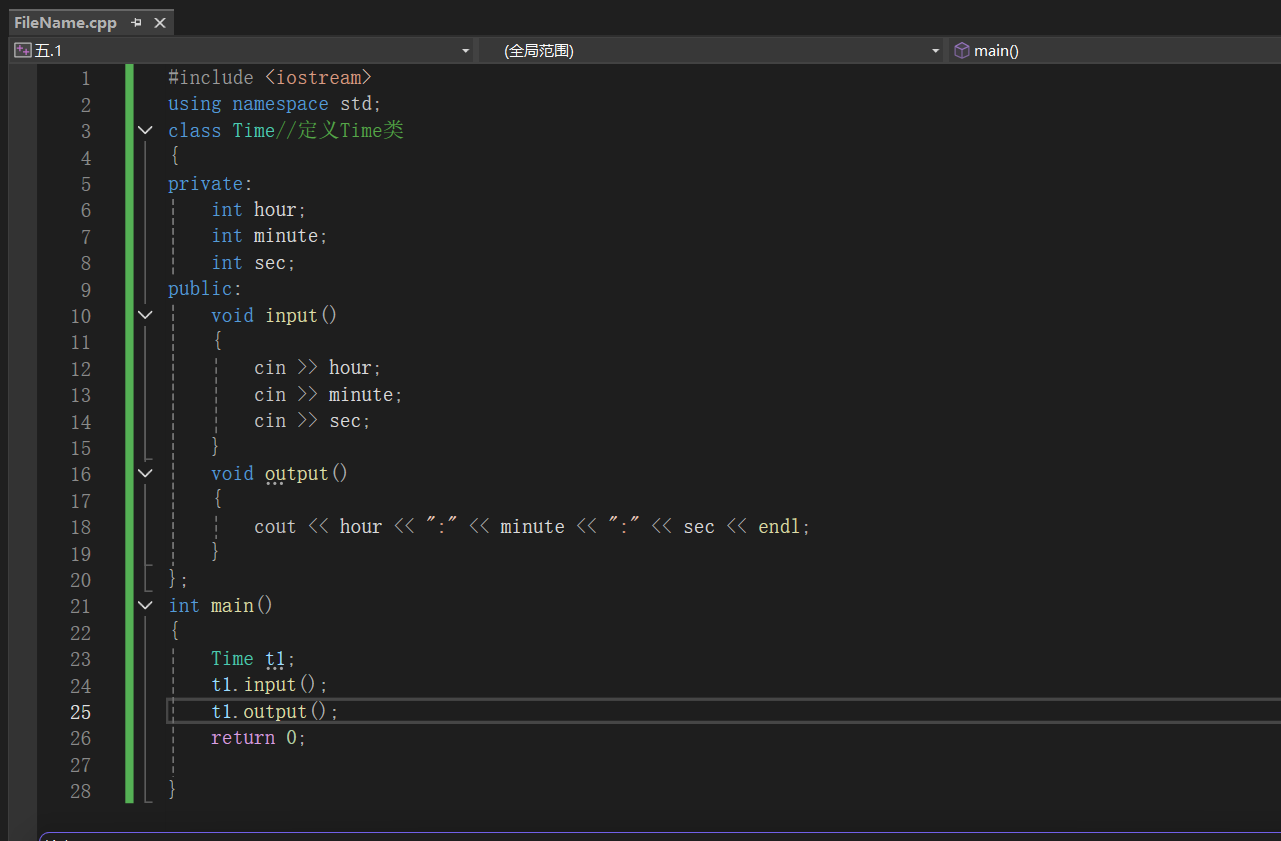 FileName.cpp
五.1 (全局范围) main()
1 #include <iostream>
2 using namespace std;
3 class Time//定义Time类
4 {
5 private:
6 int hour;
7 int minute;
8 int sec;
9 public:
10 void input()
11 {
12 cin >> hour;
13 cin >> minute;
14 cin >> sec;
15 }
16 void output()
17 {
18 cout << hour << ":" << minute << ":" << sec << endl;
19 }
20 };
21 int main()
22 {
23 Time t1;
24 t1.input();
25 t1.output();
26 return 0;
27
28 }